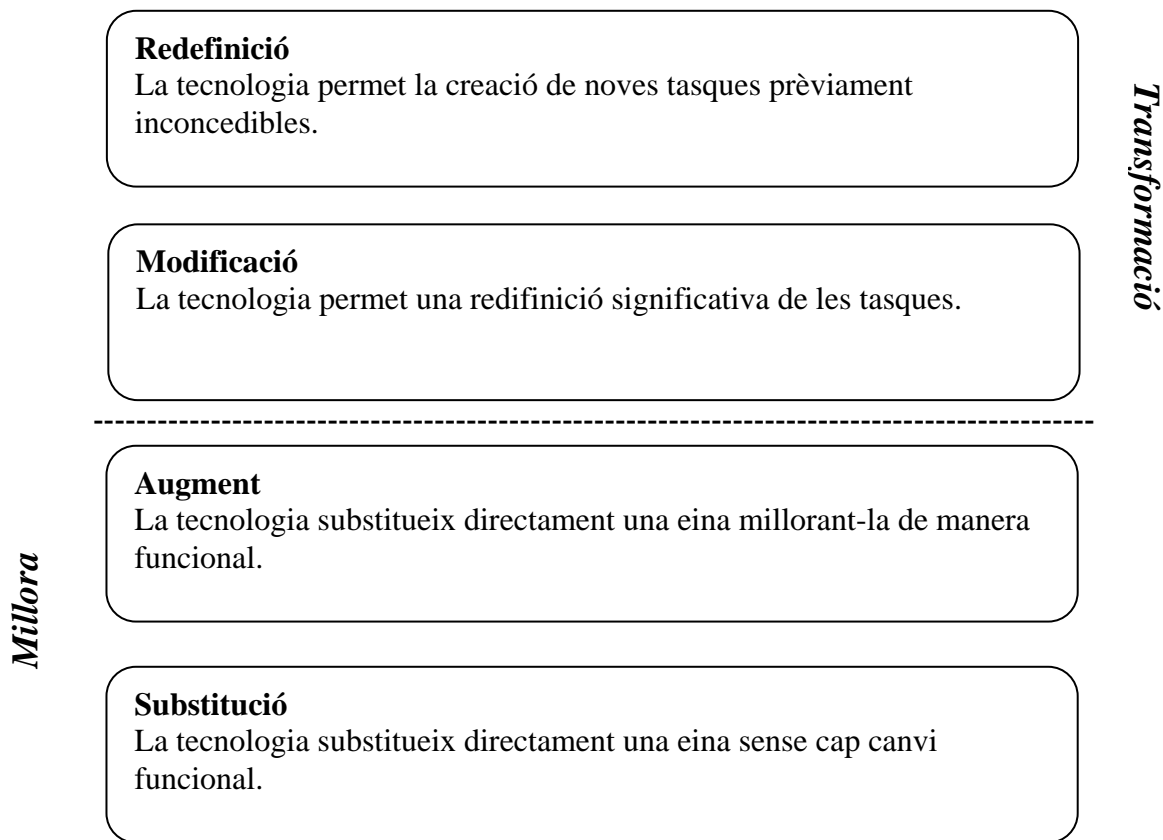 Redefinició
La tecnologia permet la creació de noves tasques prèviament
inconcedibles.
Transformació
Modificació
La tecnologia permet una redifinició significativa de les tasques.
Augment
La tecnologia substitueix directament una eina millorant-la de manera
funcional.
Millora
Substitució
La tecnologia substitueix directament una eina sense cap canvi
funcional.